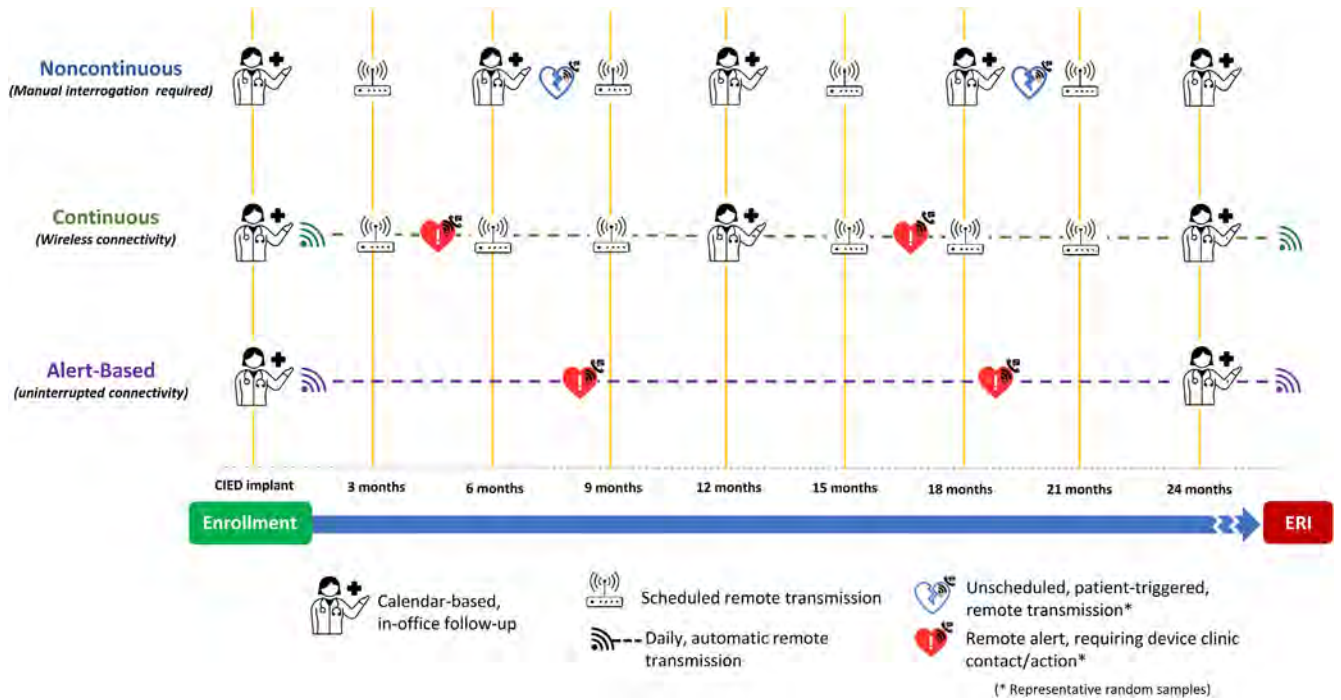 Noncontinuous
(Manual interrogation required)
Continuous
(Wireless connectivity)
Alert-Based
(uninterrupted connectivity)
CIED implant
3 months
6 months
9 months
12 months
15 months
18 months
21 months
24 months
Enrollment
ERI
Calendar-based,
in-office follow-up
Scheduled remote transmission
Daily, automatic remote
transmission
Unscheduled, patient-triggered,
remote transmission*
Remote alert, requiring device clinic
contact/action*
(* Representative random samples)